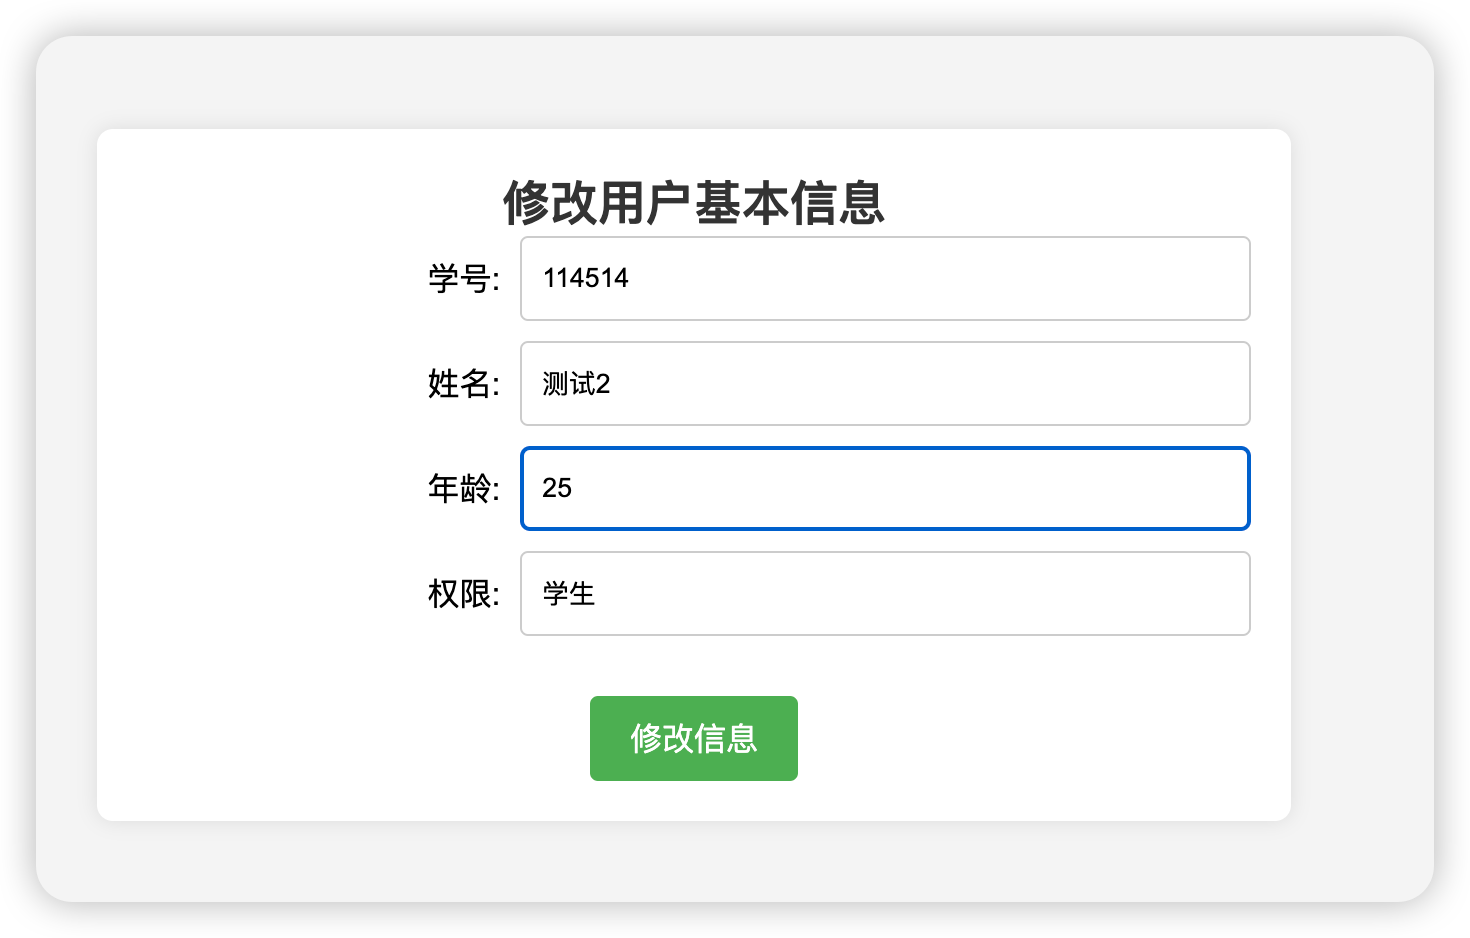 修改用户基本信息
学号: 114514
姓名: 测试2
年龄: 25
权限: 学生
修改信息